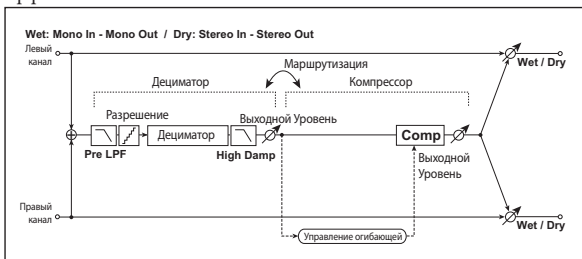 Wet: Mono In - Mono Out / Dry: Stereo In - Stereo Out
Левый
канал
Wet / Dry
Маршрутизация
Дециматор
Компрессор
Разрешение
Выходной Уровень
Дециматор
Comp
Pre LPF
High Damp
Выходной
Уровень
Правый
канал
Управление огибающей
Wet / Dry